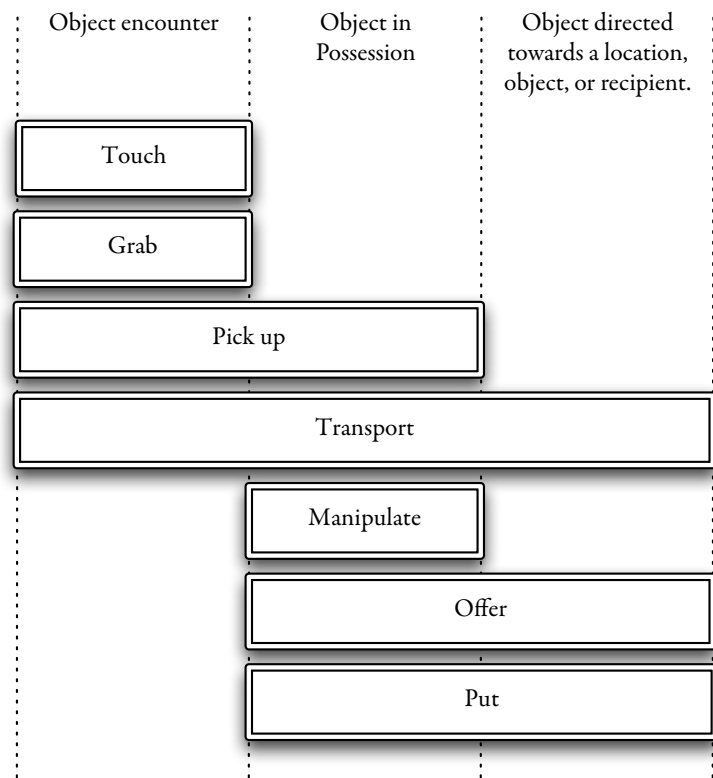 Object encounter
Object in
Possession
Object directed
towards a location,
object, or recipient.
Touch
Grab
Pick up
Transport
Manipulate
Offer
Put